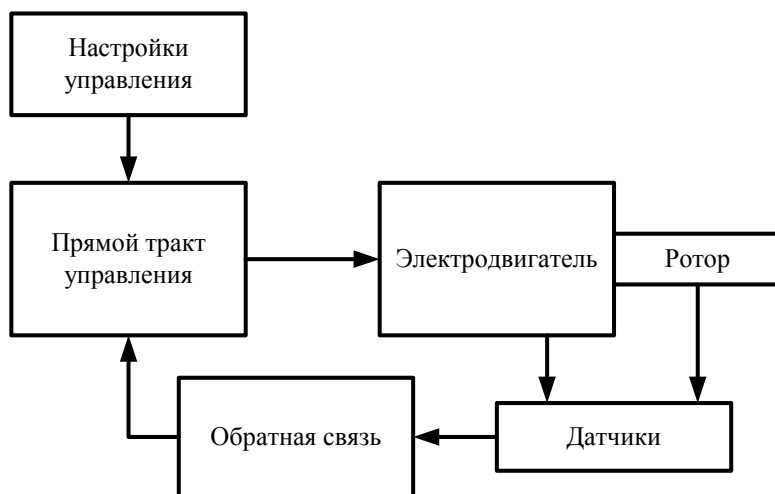 Настройки
управления
Прямой тракт
управления
Электродвигатель
Ротор
Обратная связь
Датчики